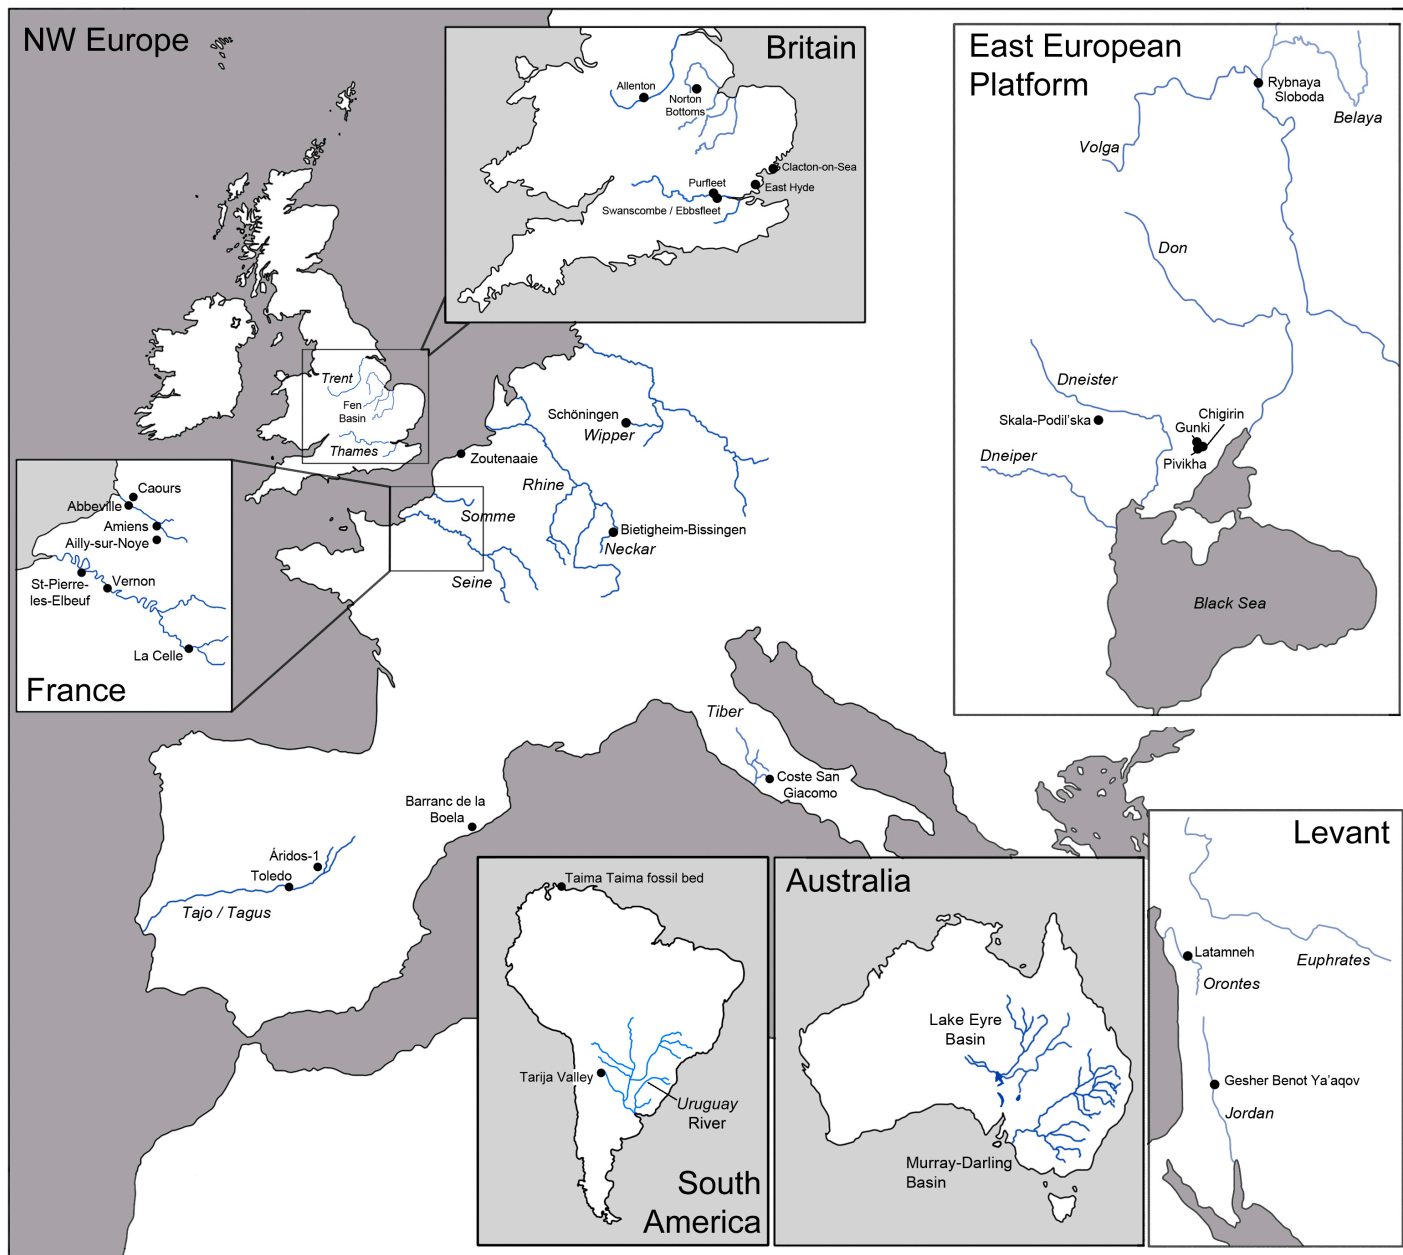 NW Europe
Britain
Allenton
Norton
Bottoms
Clacton-on-Sea
East Hyde
Purfleet
Swanscombe / Ebbsfleet
East European
Platform
Rybnaya
Sloboda
Belaya
Volga
Don
Dneister
Skala-Podil'ska
Chigirin
Gunki
Pivikha
Dneiper
Black Sea
Trent
Fen
Basin
Thames
Schöningen
Wipper
Zoutenaaie
Rhine
Somme
Bietigheim-Bissingen
Neckar
Seine
Caours
Abbeville
Amiens
Ailly-sur-Noye
St-Pierre-
les-Elbeuf
Vernon
La Celle
France
Tiber
Coste San
Giacomo
Barranc de la
Boela
Áridos-1
Toledo
Tajo / Tagus
Taima Taima fossil bed
Tarija Valley
Uruguay
River
South
America
Australia
Lake Eyre
Basin
Murray-Darling
Basin
Levant
Latamneh
Orontes
Euphrates
Gesher Benot Ya'aqov
Jordan